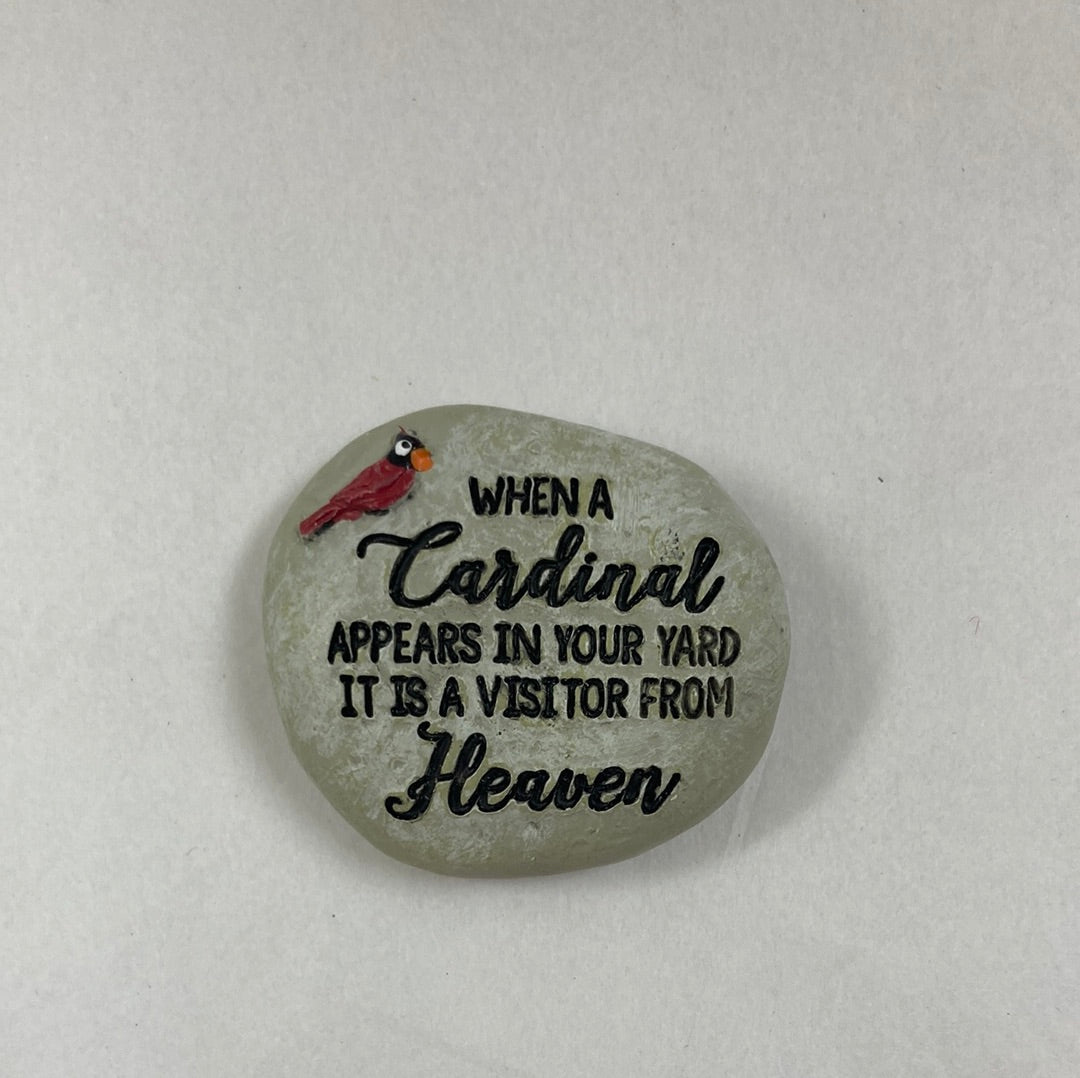 WHEN A
Cardinal
APPEARS IN YOUR YARD
IT IS A VISITOR FROM
Heaven